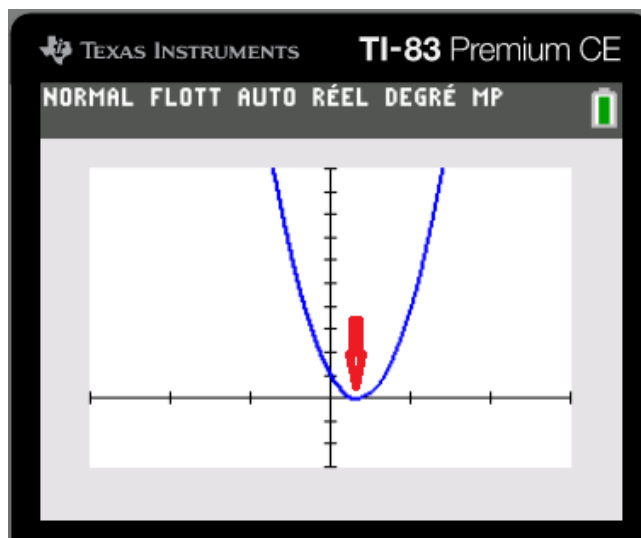 TEXAS INSTRUMENTS TI-83 Premium CE
NORMAL FLOTT AUTO RÉEL DEGRÉ MP